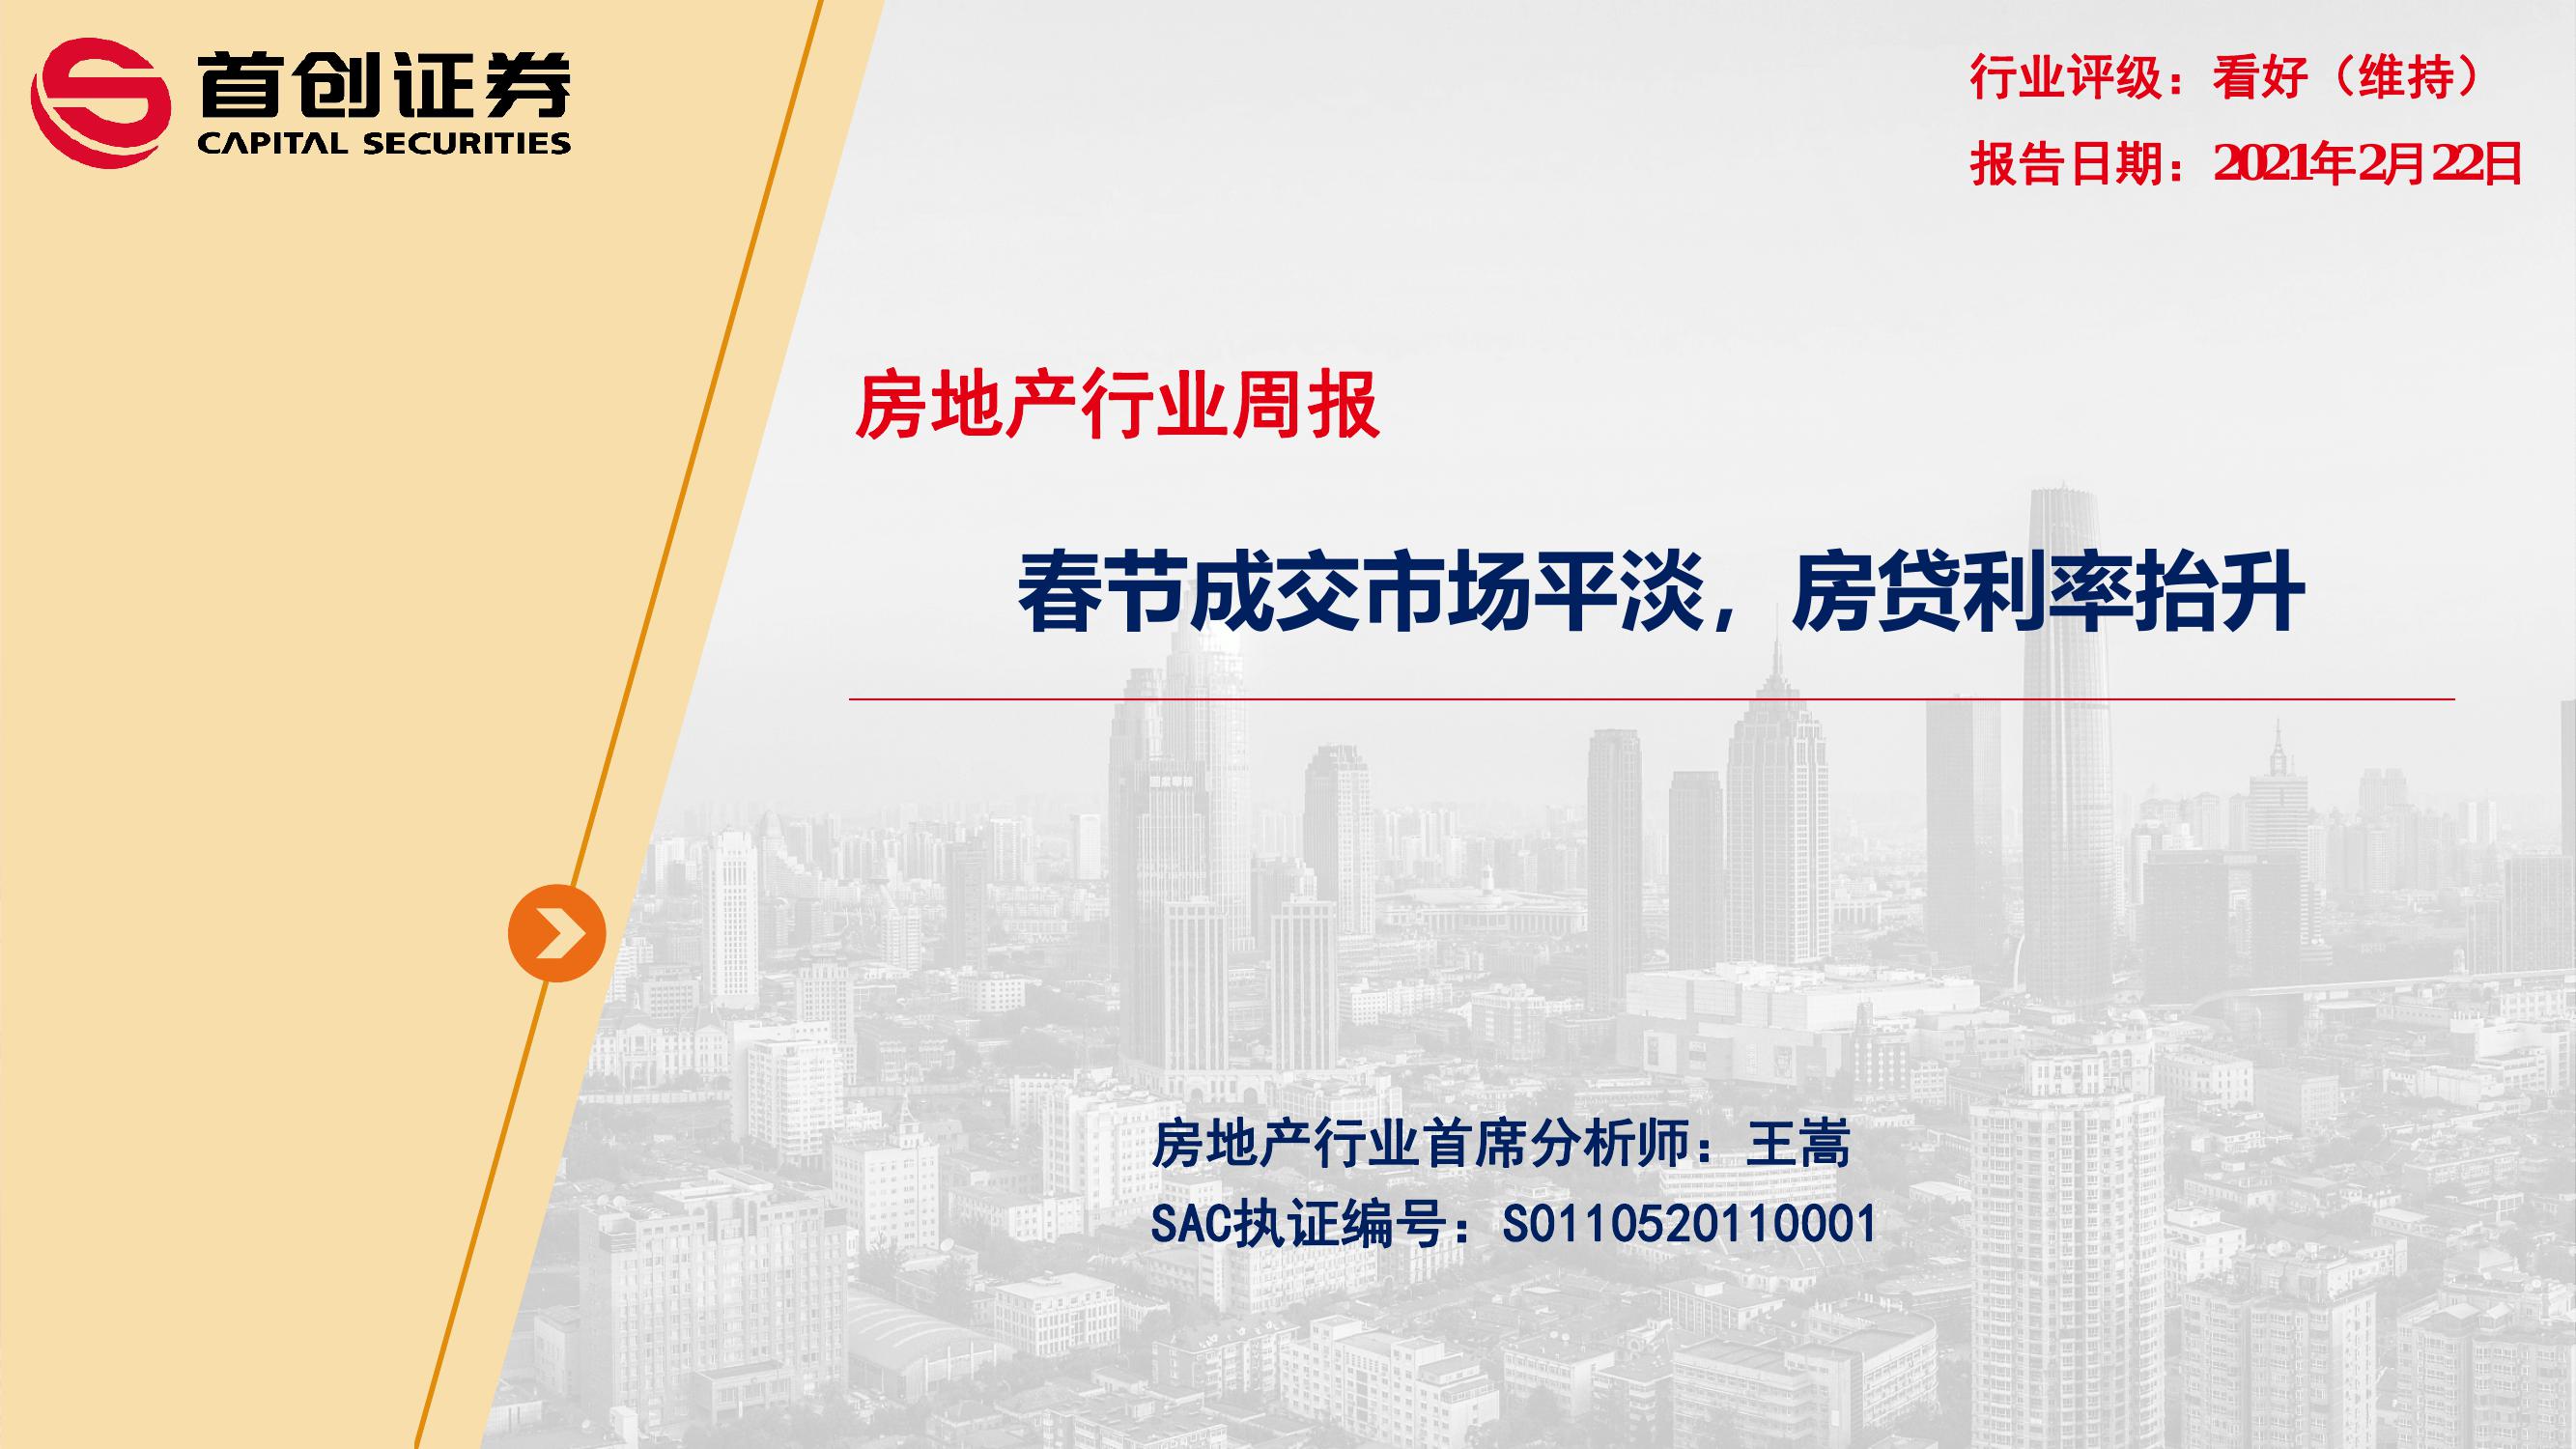 首创证券
CAPITAL SECURITIES
行业评级：看好（维持）
报告日期：2021年2月22日
房地产行业周报
春节成交市场平淡，房贷利率抬升
房地产行业首席分析师：王嵩
SAC执证编号：S0110520110001